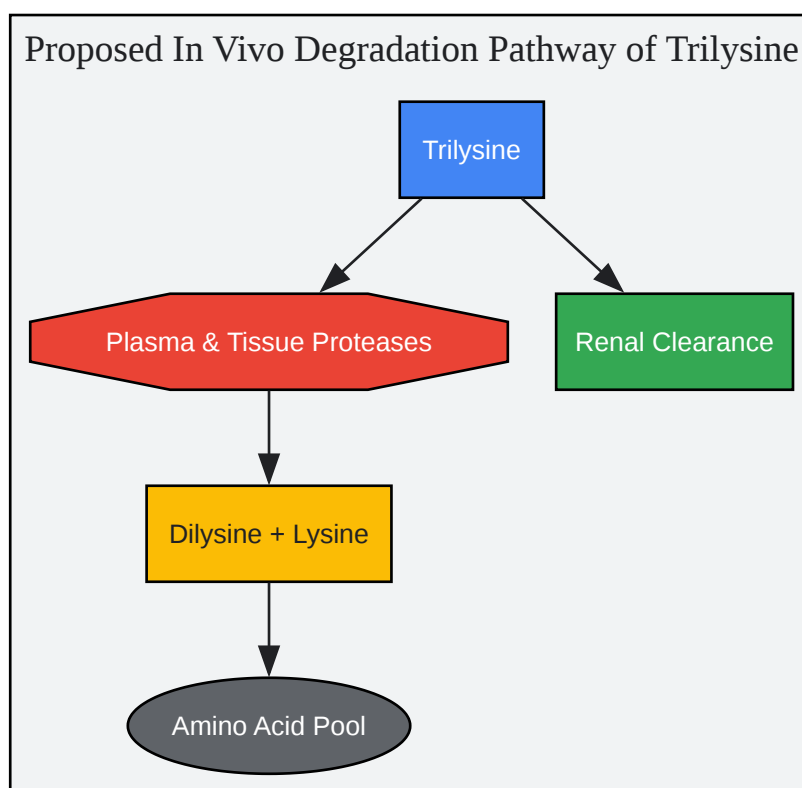 Proposed In Vivo Degradation Pathway of Trilysine
Trilysine
Plasma & Tissue Proteases
Renal Clearance
Dilysine + Lysine
Amino Acid Pool